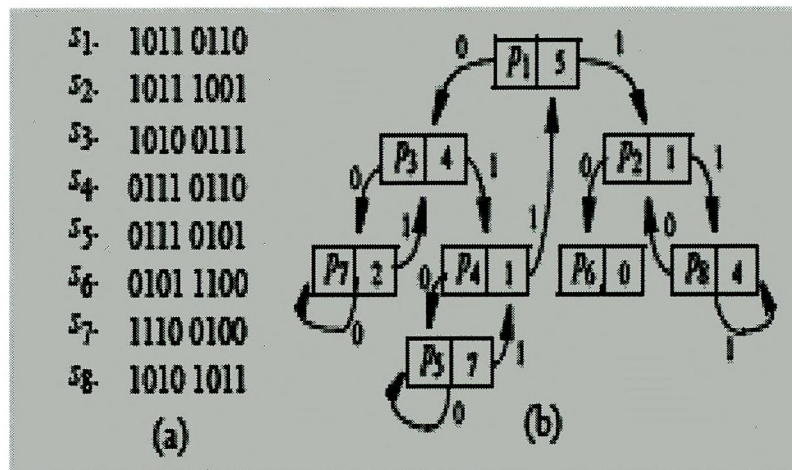 S1. 1011 0110
S2. 1011 1001
S3. 1010 0111
S4. 0111 0110
S5. 0111 0101
S6. 0101 1100
S7. 1110 0100
S8. 1010 1011
(a)
0 P1 5 1
P3 4 P2 1
0 1 0 1
1 1 0
P7 2 P4 1 P6 0 P8 4
0 0 1
P5 7 1
0
(b)